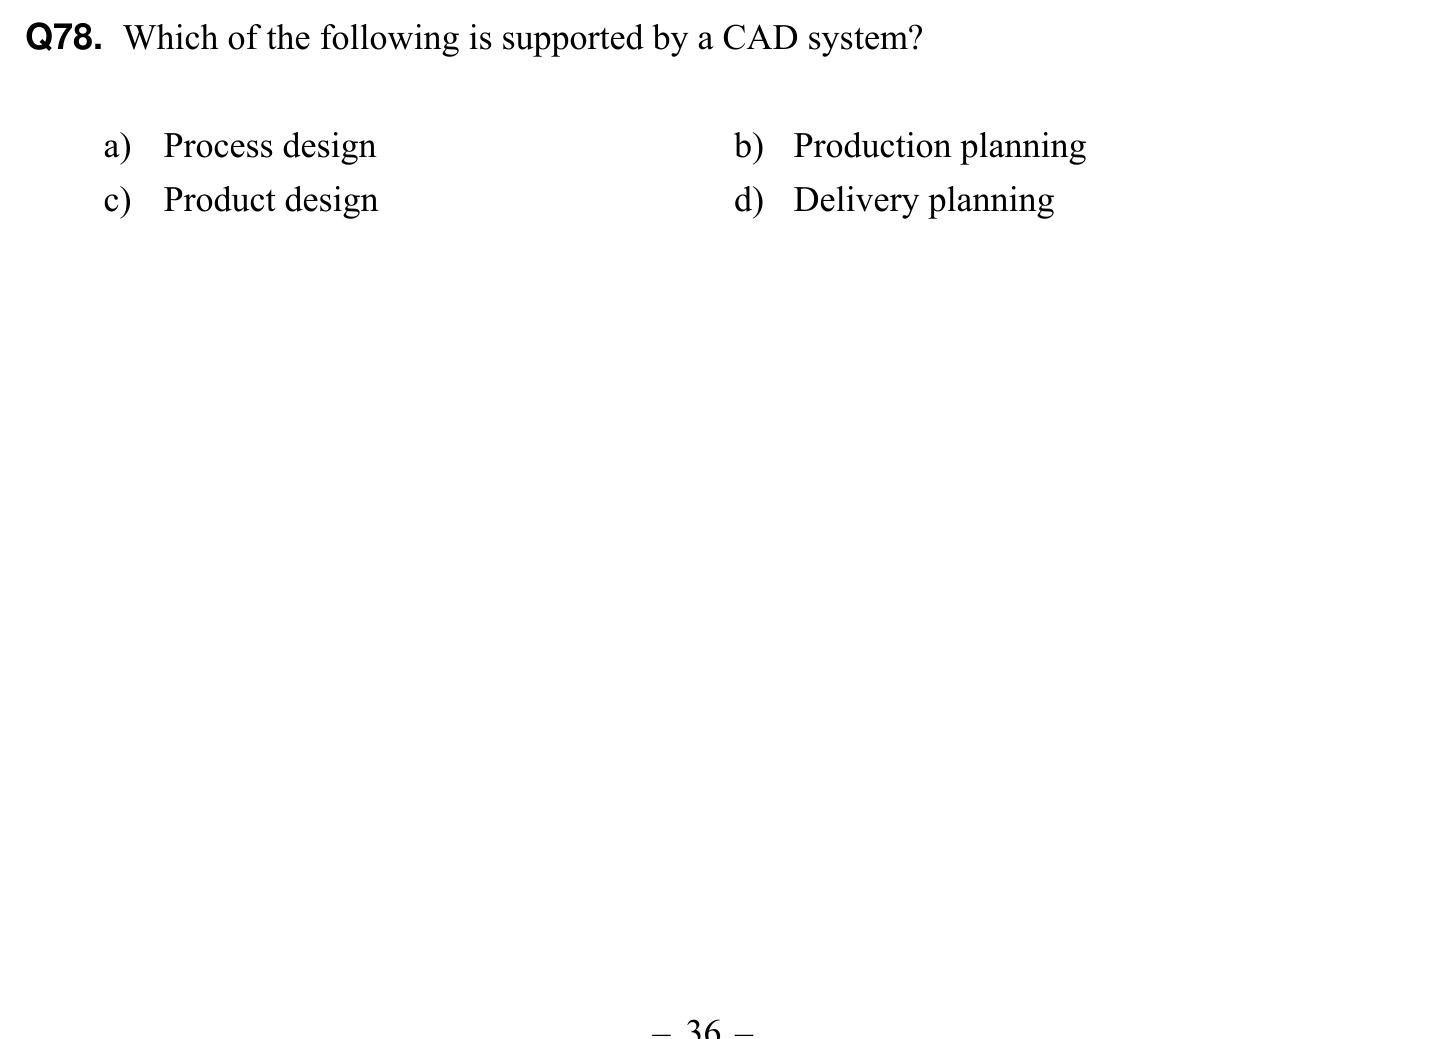 Q78. Which of the following is supported by a CAD system?
a) Process design b) Production planning
c) Product design d) Delivery planning
– 36 –